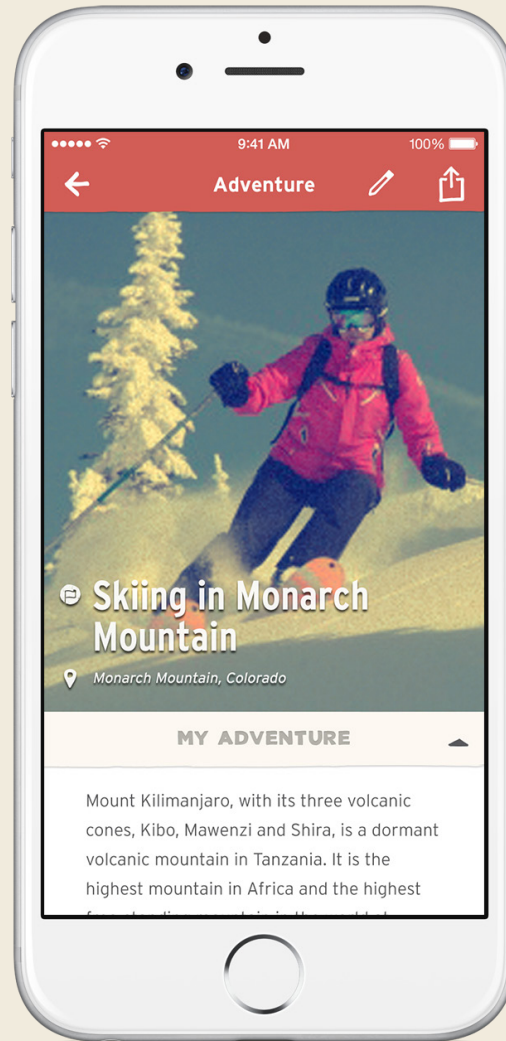 9:41 AM
100%
Adventure
Skiing in Monarch
Mountain
Monarch Mountain, Colorado
MY ADVENTURE
Mount Kilimanjaro, with its three volcanic
cones, Kibo, Mawenzi and Shira, is a dormant
volcanic mountain in Tanzania. It is the
highest mountain in Africa and the highest